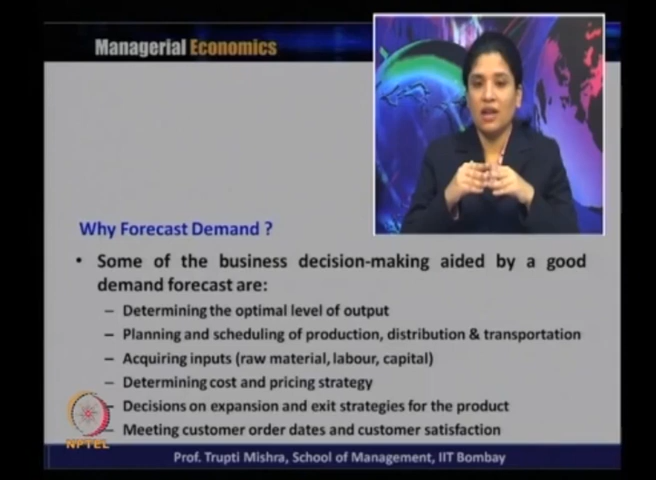 Managerial Economics
Why Forecast Demand ?
• Some of the business decision-making aided by a good
demand forecast are:
– Determining the optimal level of output
– Planning and scheduling of production, distribution & transportation
– Acquiring inputs (raw material, labour, capital)
– Determining cost and pricing strategy
– Decisions on expansion and exit strategies for the product
– Meeting customer order dates and customer satisfaction
NPTEL
Prof. Trupti Mishra, School of Management, IIT Bombay